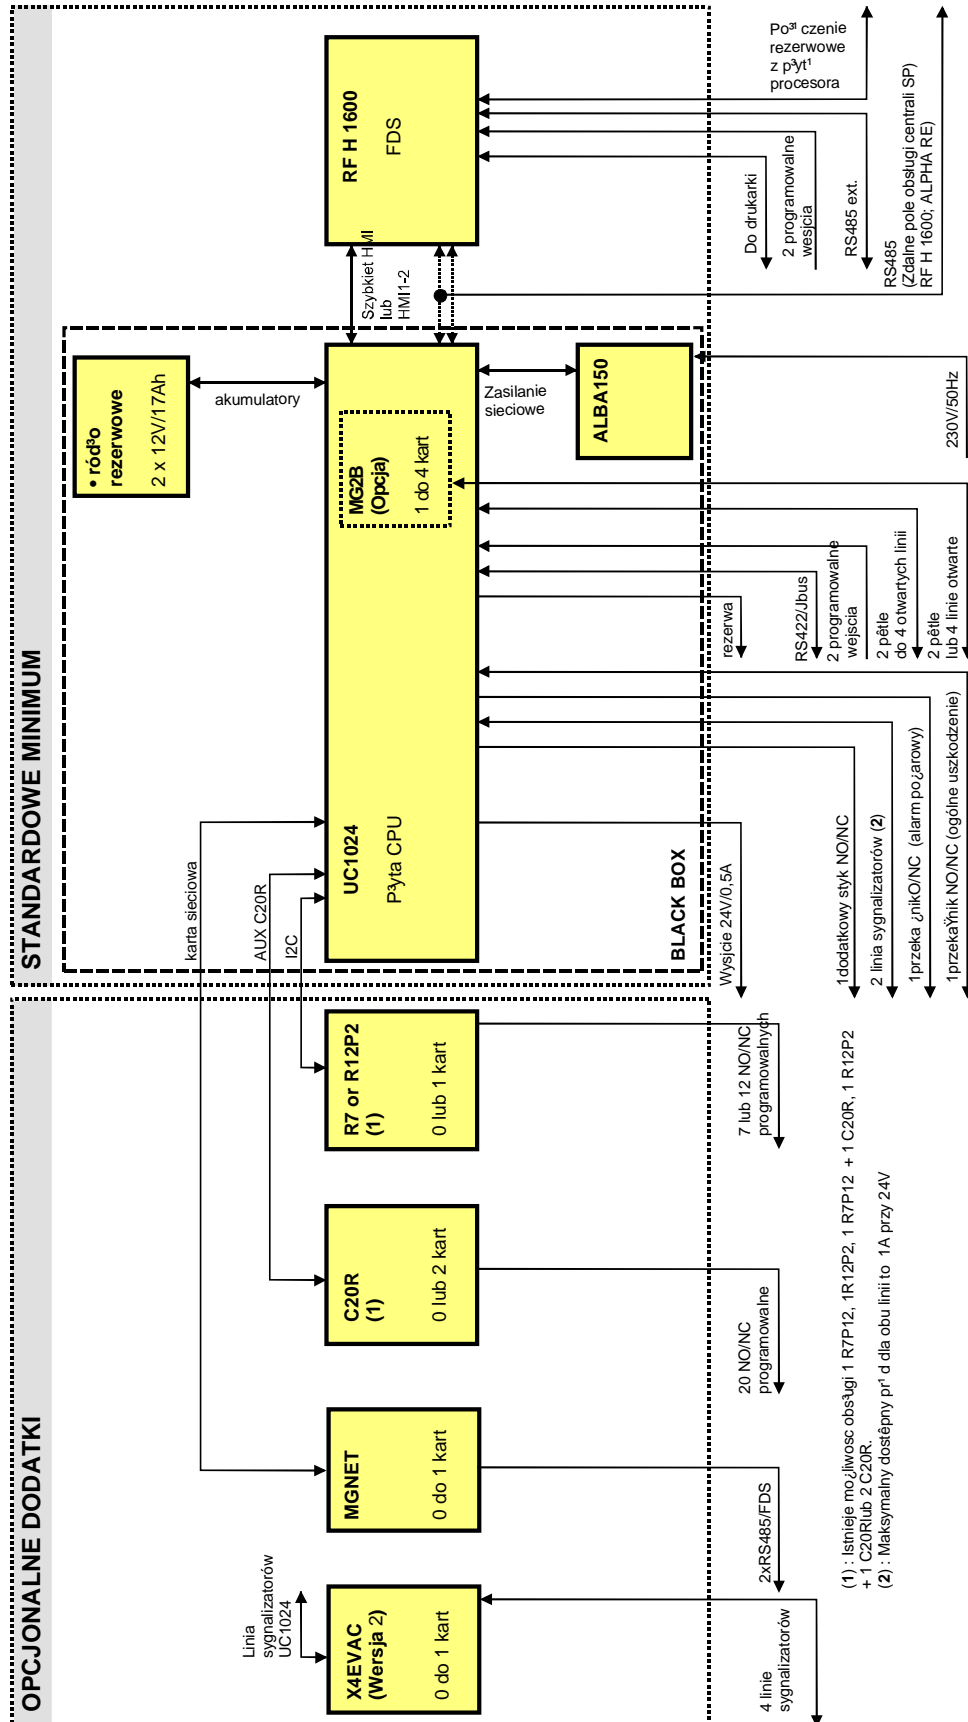 OPCJONALNE DODATKI
STANDARDOWE MINIMUM
X4EVAC
(Wersja 2)
0 do 1 kart
Linia
sygnalizatorów
UC1024
4 linie
sygnalizatorów
MGNET
0 do 1 kart
2xRS485/FDS
C20R
(1)
0 lub 2 kart
20 NO/NC
programowalne
R7 or R12P2
(1)
0 lub 1 kart
7 lub 12 NO/NC
programowalnych
karta sieciowa
AUX C20R
I2C
UC1024
P³yta CPU
MG2B
(Opcja)
1 do 4 kart
BLACK BOX
• ród³o
rezerwowe
2 x 12V/17Ah
akumulatory
Zasilanie
sieciowe
ALBA150
230V/50Hz
RF H 1600
FDS
Szybkiet HMI
lub
HMI1-2
Po³¹ czenie
rezerwowe
z p³yt¹
procesora
Do drukarki
2 programowalne
wesjcia
RS485 ext.
RS485
(Zdalne pole obsługi centrali SP)
RF H 1600; ALPHA RE)
Wysjcie 24V/0,5A
1dodatkowy styk NO/NC
2 linia sygnalizatorów (2)
1przeka ¿nikO/NC (alarm po¿arowy)
1przekaŸnik NO/NC (ogólne uszkodzenie)
rezerwa
RS422/Jbus
2 programowalne
wejscia
2 pêtle
do 4 otwartych linii
2 pêtle
lub 4 linie otwarte
(1) : Istnieje mo¿liwosc obs³ugi 1 R7P12, 1R12P2, 1 R7P12 + 1 C20R, 1 R12P2
+ 1 C20Rlub 2 C20R.
(2) : Maksymalny dostêpny pr¹ d dla obu linii to 1A przy 24V